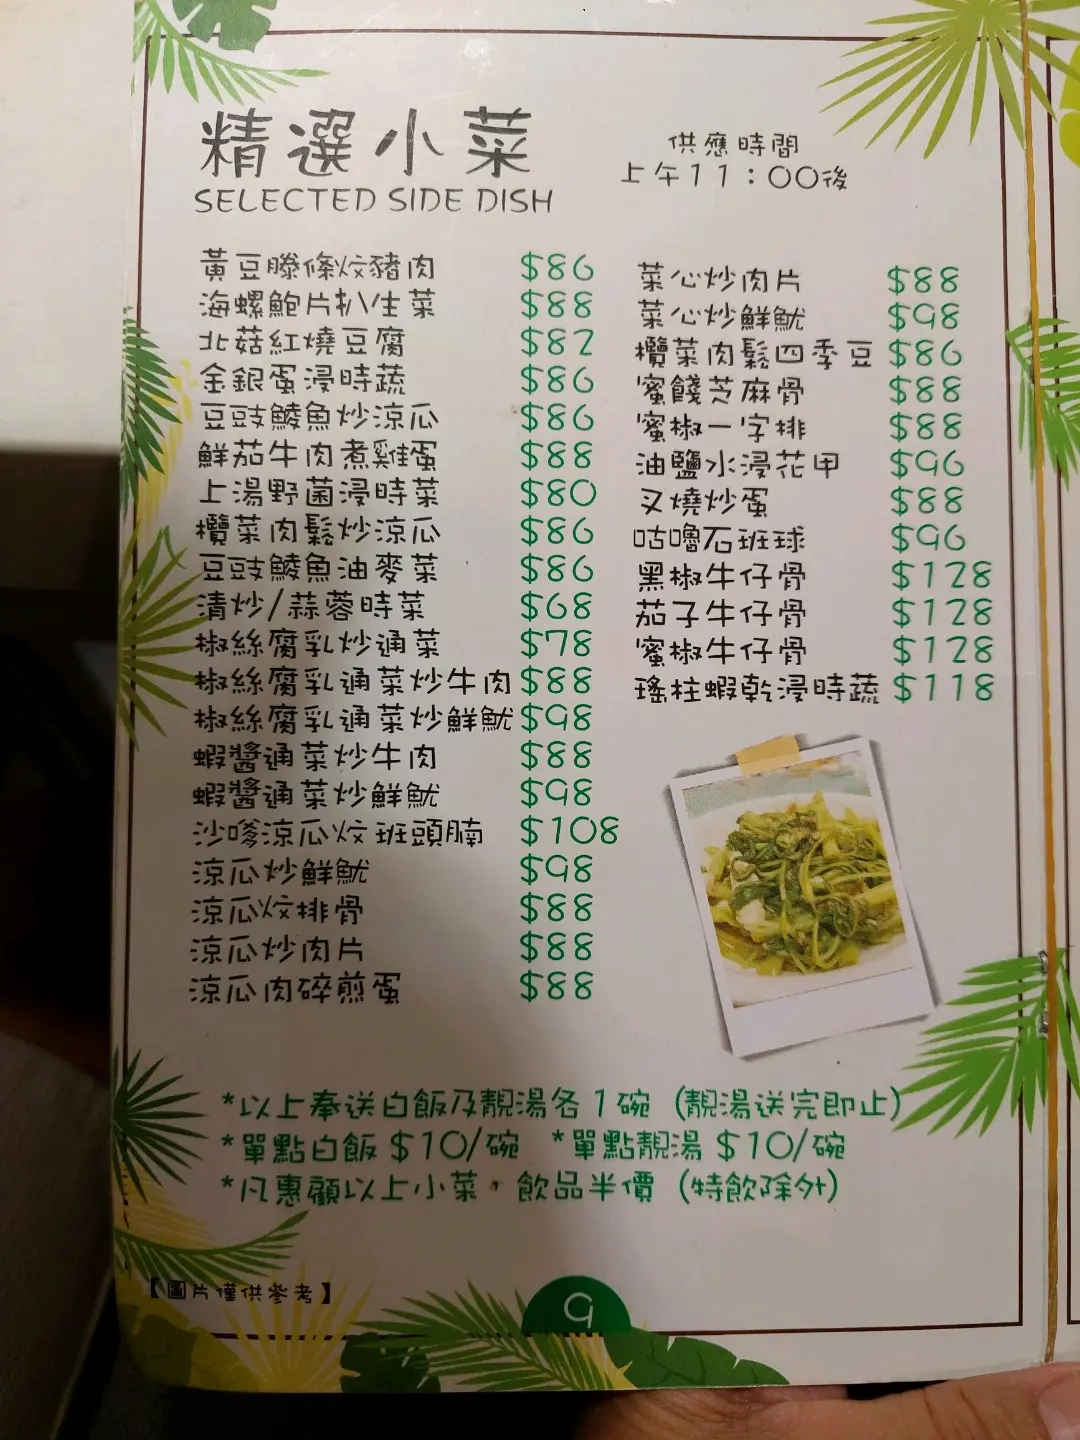 精選小菜
SELECTED SIDE DISH
供應時間
上午11：00後
黃豆滕條炆豬肉 $86
海螺鮑片扒生菜 $88
北菇紅燒豆腐 $82
金銀蛋浸時蔬 $86
豆豉鯪魚炒涼瓜 $86
鮮茄牛肉煮雞蛋 $88
上湯野菌浸時菜 $80
欖菜肉鬆炒涼瓜 $86
豆豉鯪魚油麥菜 $86
清炒/蒜蓉時菜 $68
椒絲腐乳炒通菜 $78
椒絲腐乳通菜炒牛肉 $88
椒絲腐乳通菜炒鮮魷 $98
蝦醬通菜炒牛肉 $88
蝦醬通菜炒鮮魷 $98
沙嗲涼瓜炆班頭腩 $108
涼瓜炒鮮魷 $98
涼瓜炆排骨 $88
涼瓜炒肉片 $88
涼瓜肉碎煎蛋 $88
菜心炒肉片 $88
菜心炒鮮魷 $98
欖菜肉鬆四季豆 $86
蜜餞芝麻骨 $88
蜜椒一字排 $88
油鹽水浸花甲 $96
叉燒炒蛋 $88
咕嚕石班球 $96
黑椒牛仔骨 $128
茄子牛仔骨 $128
蜜椒牛仔骨 $128
瑤柱蝦乾浸時蔬 $118
*以上奉送白飯及靚湯各1碗（靚湯送完即止）
*單點白飯 $10/碗 *單點靚湯 $10/碗
*凡惠顧以上小菜，飲品半價（特飲除外）
【圖片僅供參考】
9